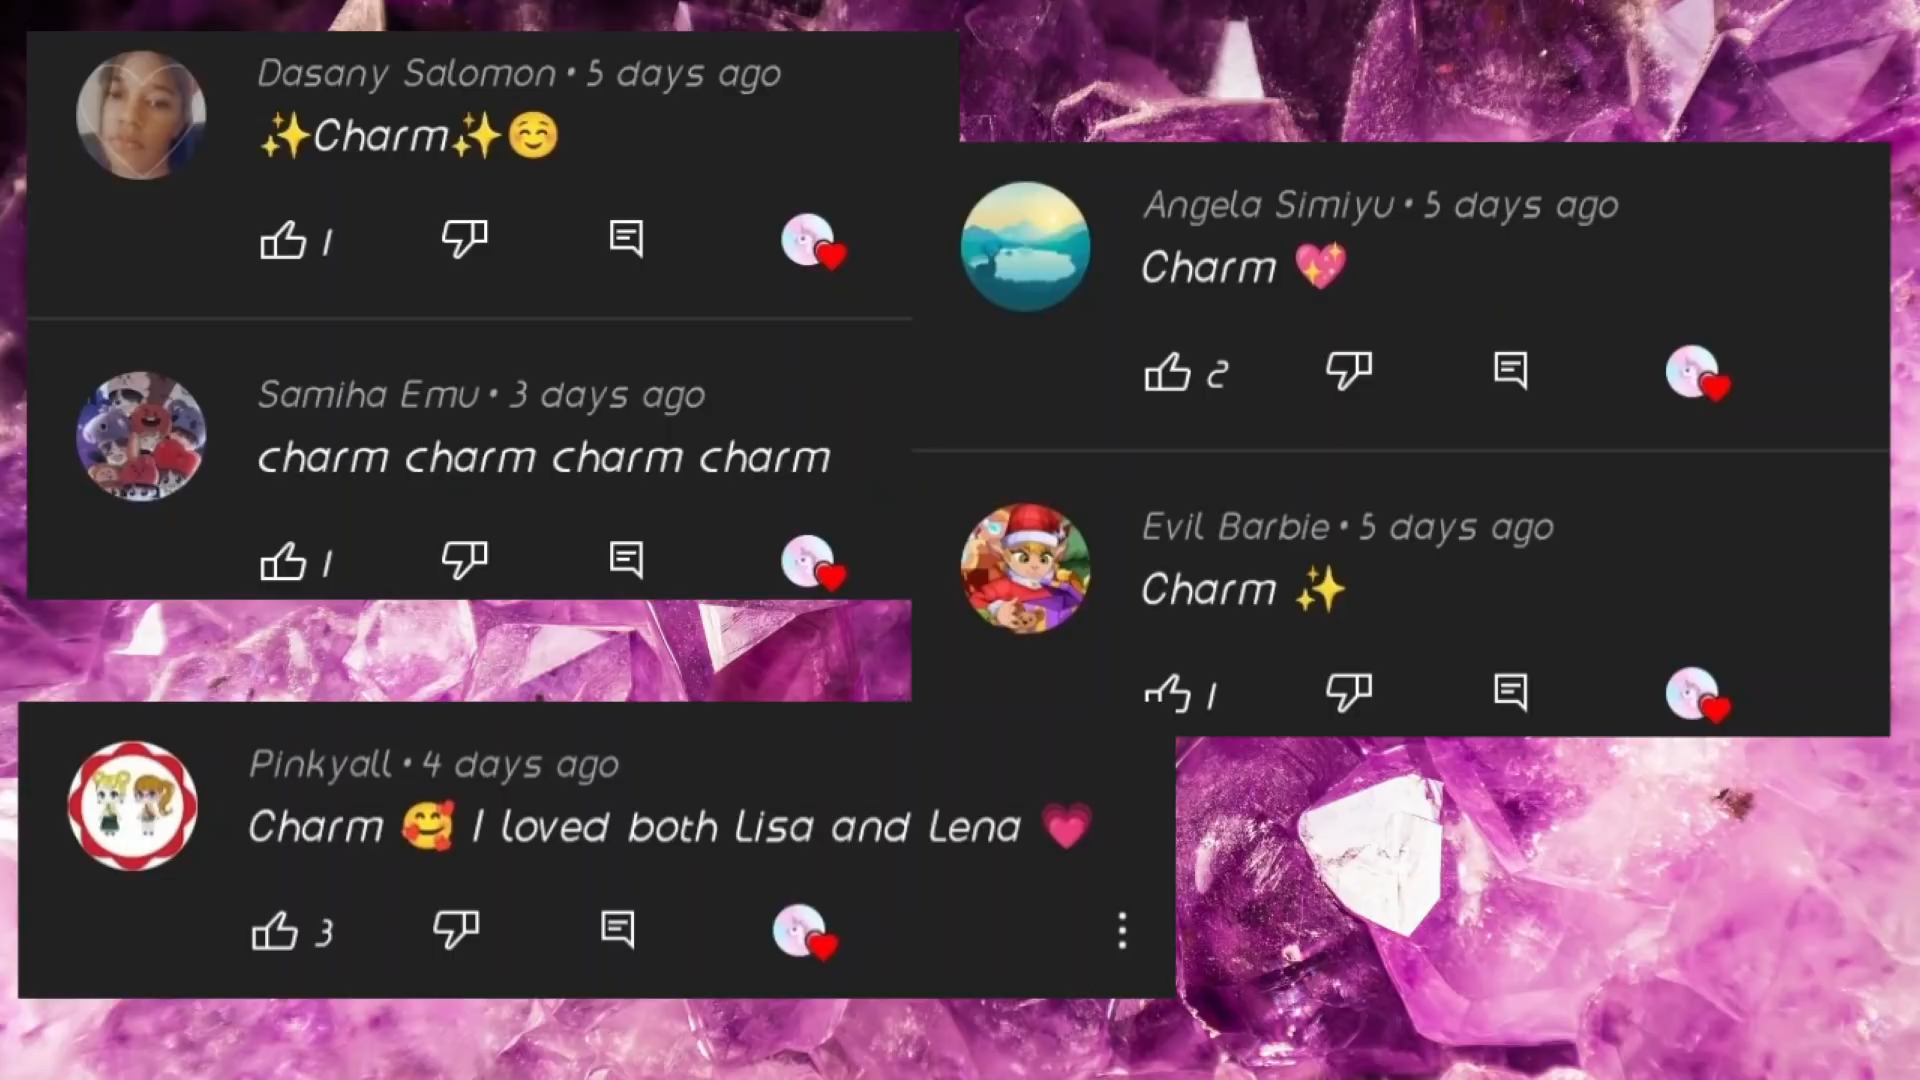 Dasany Salomon • 5 days ago
✨Charm✨☺️
1
Samiha Emu • 3 days ago
charm charm charm charm
1
Angela Simiyu • 5 days ago
Charm 💖
2
Evil Barbie • 5 days ago
Charm ✨
1
Pinkyall • 4 days ago
Charm 🥰 I loved both Lisa and Lena 💗
3